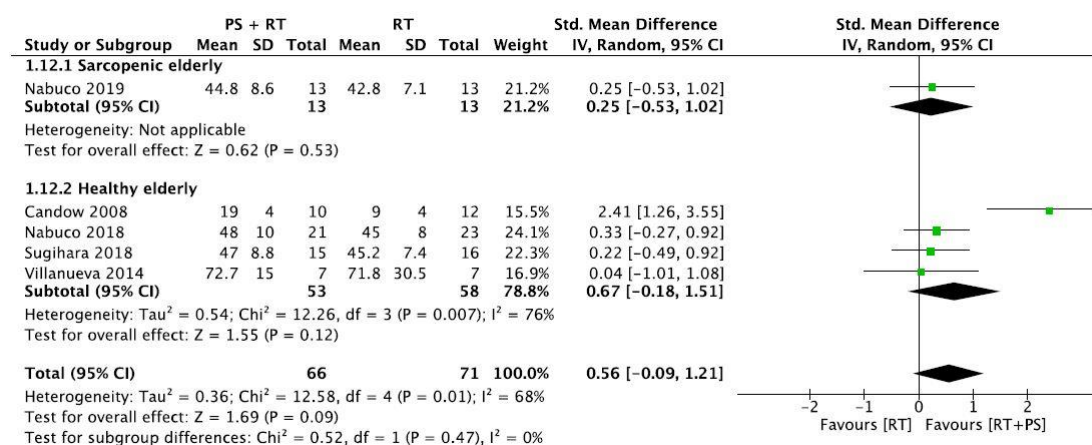 PS + RT RT Std. Mean Difference Std. Mean Difference
Study or Subgroup Mean SD Total Mean SD Total Weight IV, Random, 95% CI IV, Random, 95% CI
1.12.1 Sarcopenic elderly
Nabuco 2019 44.8 8.6 13 42.8 7.1 13 21.2% 0.25 [-0.53, 1.02]
Subtotal (95% CI) 13 13 21.2% 0.25 [-0.53, 1.02]
Heterogeneity: Not applicable
Test for overall effect: Z = 0.62 (P = 0.53)
1.12.2 Healthy elderly
Candow 2008 19 4 10 9 4 12 15.5% 2.41 [1.26, 3.55]
Nabuco 2018 48 10 21 45 8 23 24.1% 0.33 [-0.27, 0.92]
Sugihara 2018 47 8.8 15 45.2 7.4 16 22.3% 0.22 [-0.49, 0.92]
Villanueva 2014 72.7 15 7 71.8 30.5 7 16.9% 0.04 [-1.01, 1.08]
Subtotal (95% CI) 53 58 78.8% 0.67 [-0.18, 1.51]
Heterogeneity: Tau² = 0.54; Chi² = 12.26, df = 3 (P = 0.007); I² = 76%
Test for overall effect: Z = 1.55 (P = 0.12)
Total (95% CI) 66 71 100.0% 0.56 [-0.09, 1.21]
Heterogeneity: Tau² = 0.36; Chi² = 12.58, df = 4 (P = 0.01); I² = 68%
Test for overall effect: Z = 1.69 (P = 0.09)
Test for subgroup differences: Chi² = 0.52, df = 1 (P = 0.47), I² = 0%
-2 -1 0 1 2
Favours [RT] Favours [RT+PS]